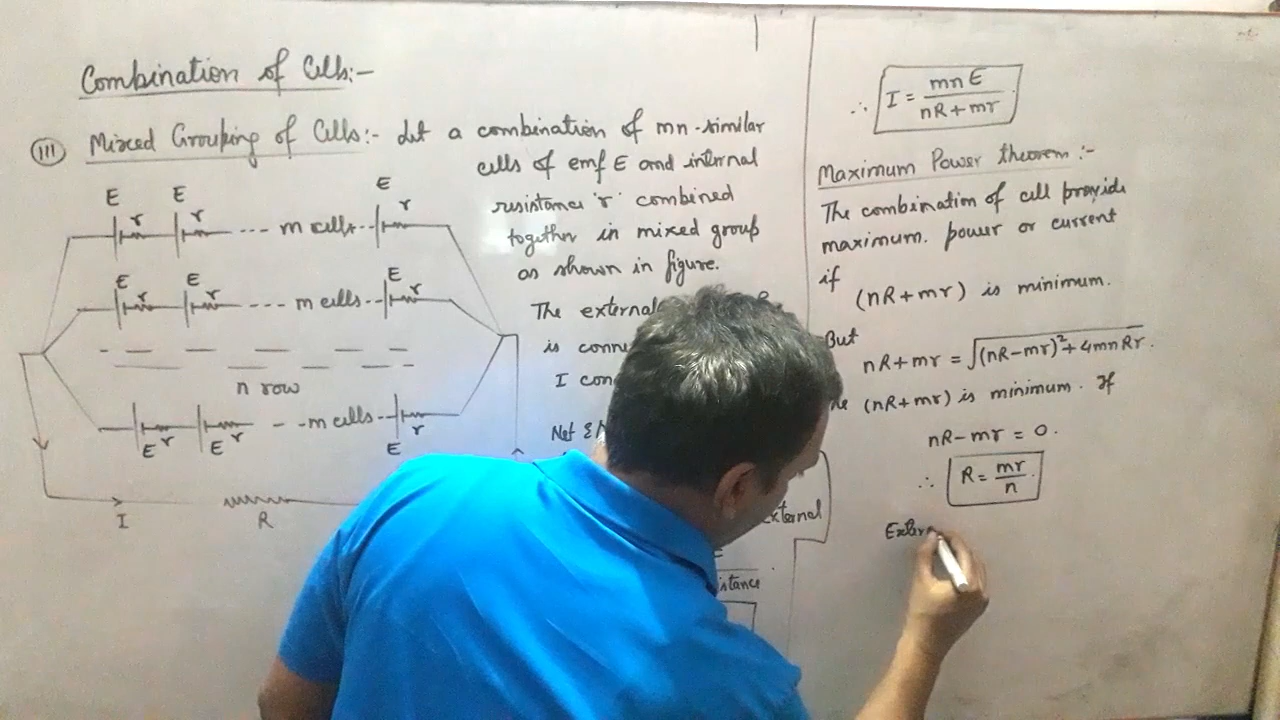 Combination of Cells:-
(III) Mixed Grouping of Cells:- Let a combination of mn-similar
cells of emf E and internal
resistance 'r' combined
together in mixed group
as shown in figure.
E E E
r r ---- m cells -- r
E E E
r r ---- m cells -- r
n row
r r - - m cells -- r
E E E
I R
The external
is conne
I con
Net E
External
istance
∴ I = mnE / nR + mr
Maximum Power theorem :-
The combination of cell provide
maximum. power or current
if
(nR + mr) is minimum.
But
nR + mr = √(nR-mr)² + 4mnRr.
(nR + mr) is minimum. If
nR - mr = 0.
∴ R = mr / n
Extern